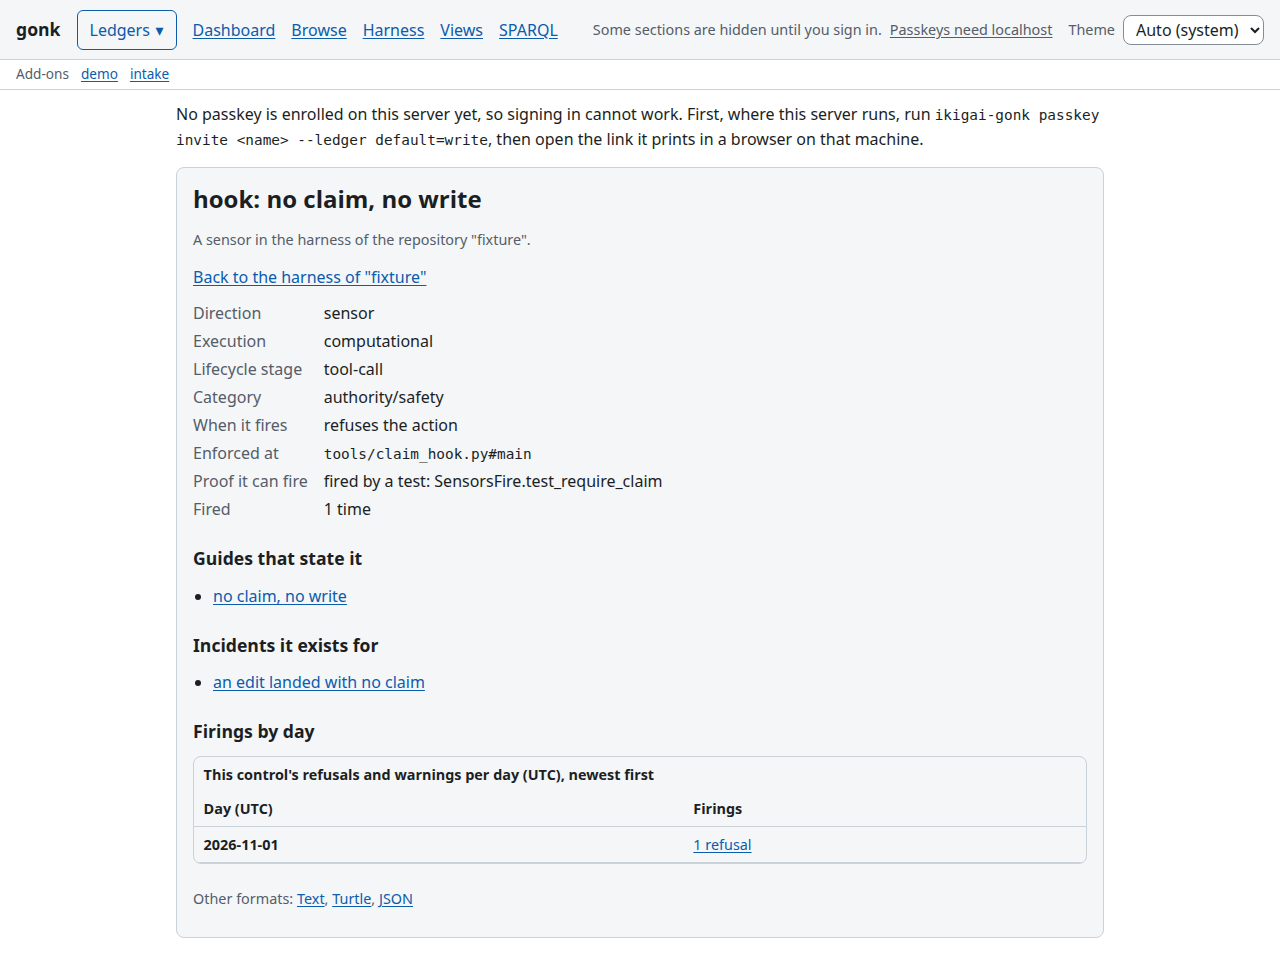 gonk Ledgers ▾ Dashboard Browse Harness Views SPARQL Some sections are hidden until you sign in. Passkeys need localhost Theme Auto (system)
Add-ons demo intake
No passkey is enrolled on this server yet, so signing in cannot work. First, where this server runs, run ikigai-gonk passkey
invite <name> --ledger default=write, then open the link it prints in a browser on that machine.
hook: no claim, no write
A sensor in the harness of the repository "fixture".
Back to the harness of "fixture"
Direction sensor
Execution computational
Lifecycle stage tool-call
Category authority/safety
When it fires refuses the action
Enforced at tools/claim_hook.py#main
Proof it can fire fired by a test: SensorsFire.test_require_claim
Fired 1 time
Guides that state it
• no claim, no write
Incidents it exists for
• an edit landed with no claim
Firings by day
This control's refusals and warnings per day (UTC), newest first
Day (UTC) Firings
2026-11-01 1 refusal
Other formats: Text, Turtle, JSON